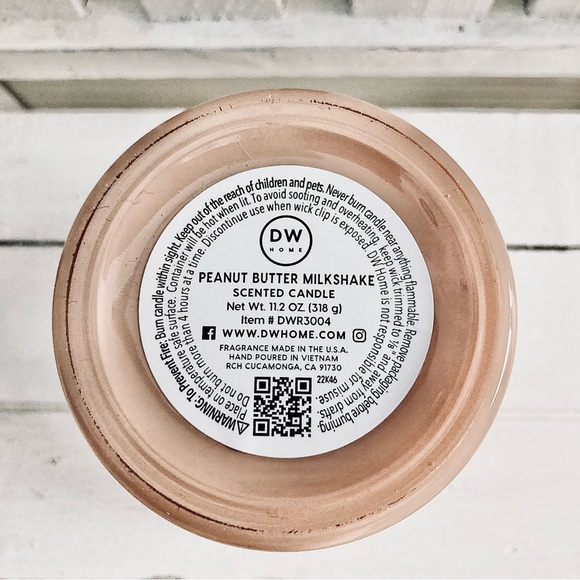 DW
HOME
PEANUT BUTTER MILKSHAKE
SCENTED CANDLE
Net Wt. 11.2 OZ. (318 g)
Item # DWR3004
WWW.DWHOME.COM
FRAGRANCE MADE IN THE U.S.A.
HAND POURED IN VIETNAM
RCH CUCAMONGA, CA 91730
22K46
WARNING: To Prevent Fire: Burn candle within sight. Keep out of the reach of children and pets. Never burn candle near anything flammable. Remove packaging before burning.
Place on temperature safe surface. Container will be hot when lit. To avoid sooting and overheating, keep wick trimmed to ⅛" and away from drafts.
Do not burn more than 4 hours at a time. Discontinue use when wick clip is exposed. DW Home is not responsible for misuse.